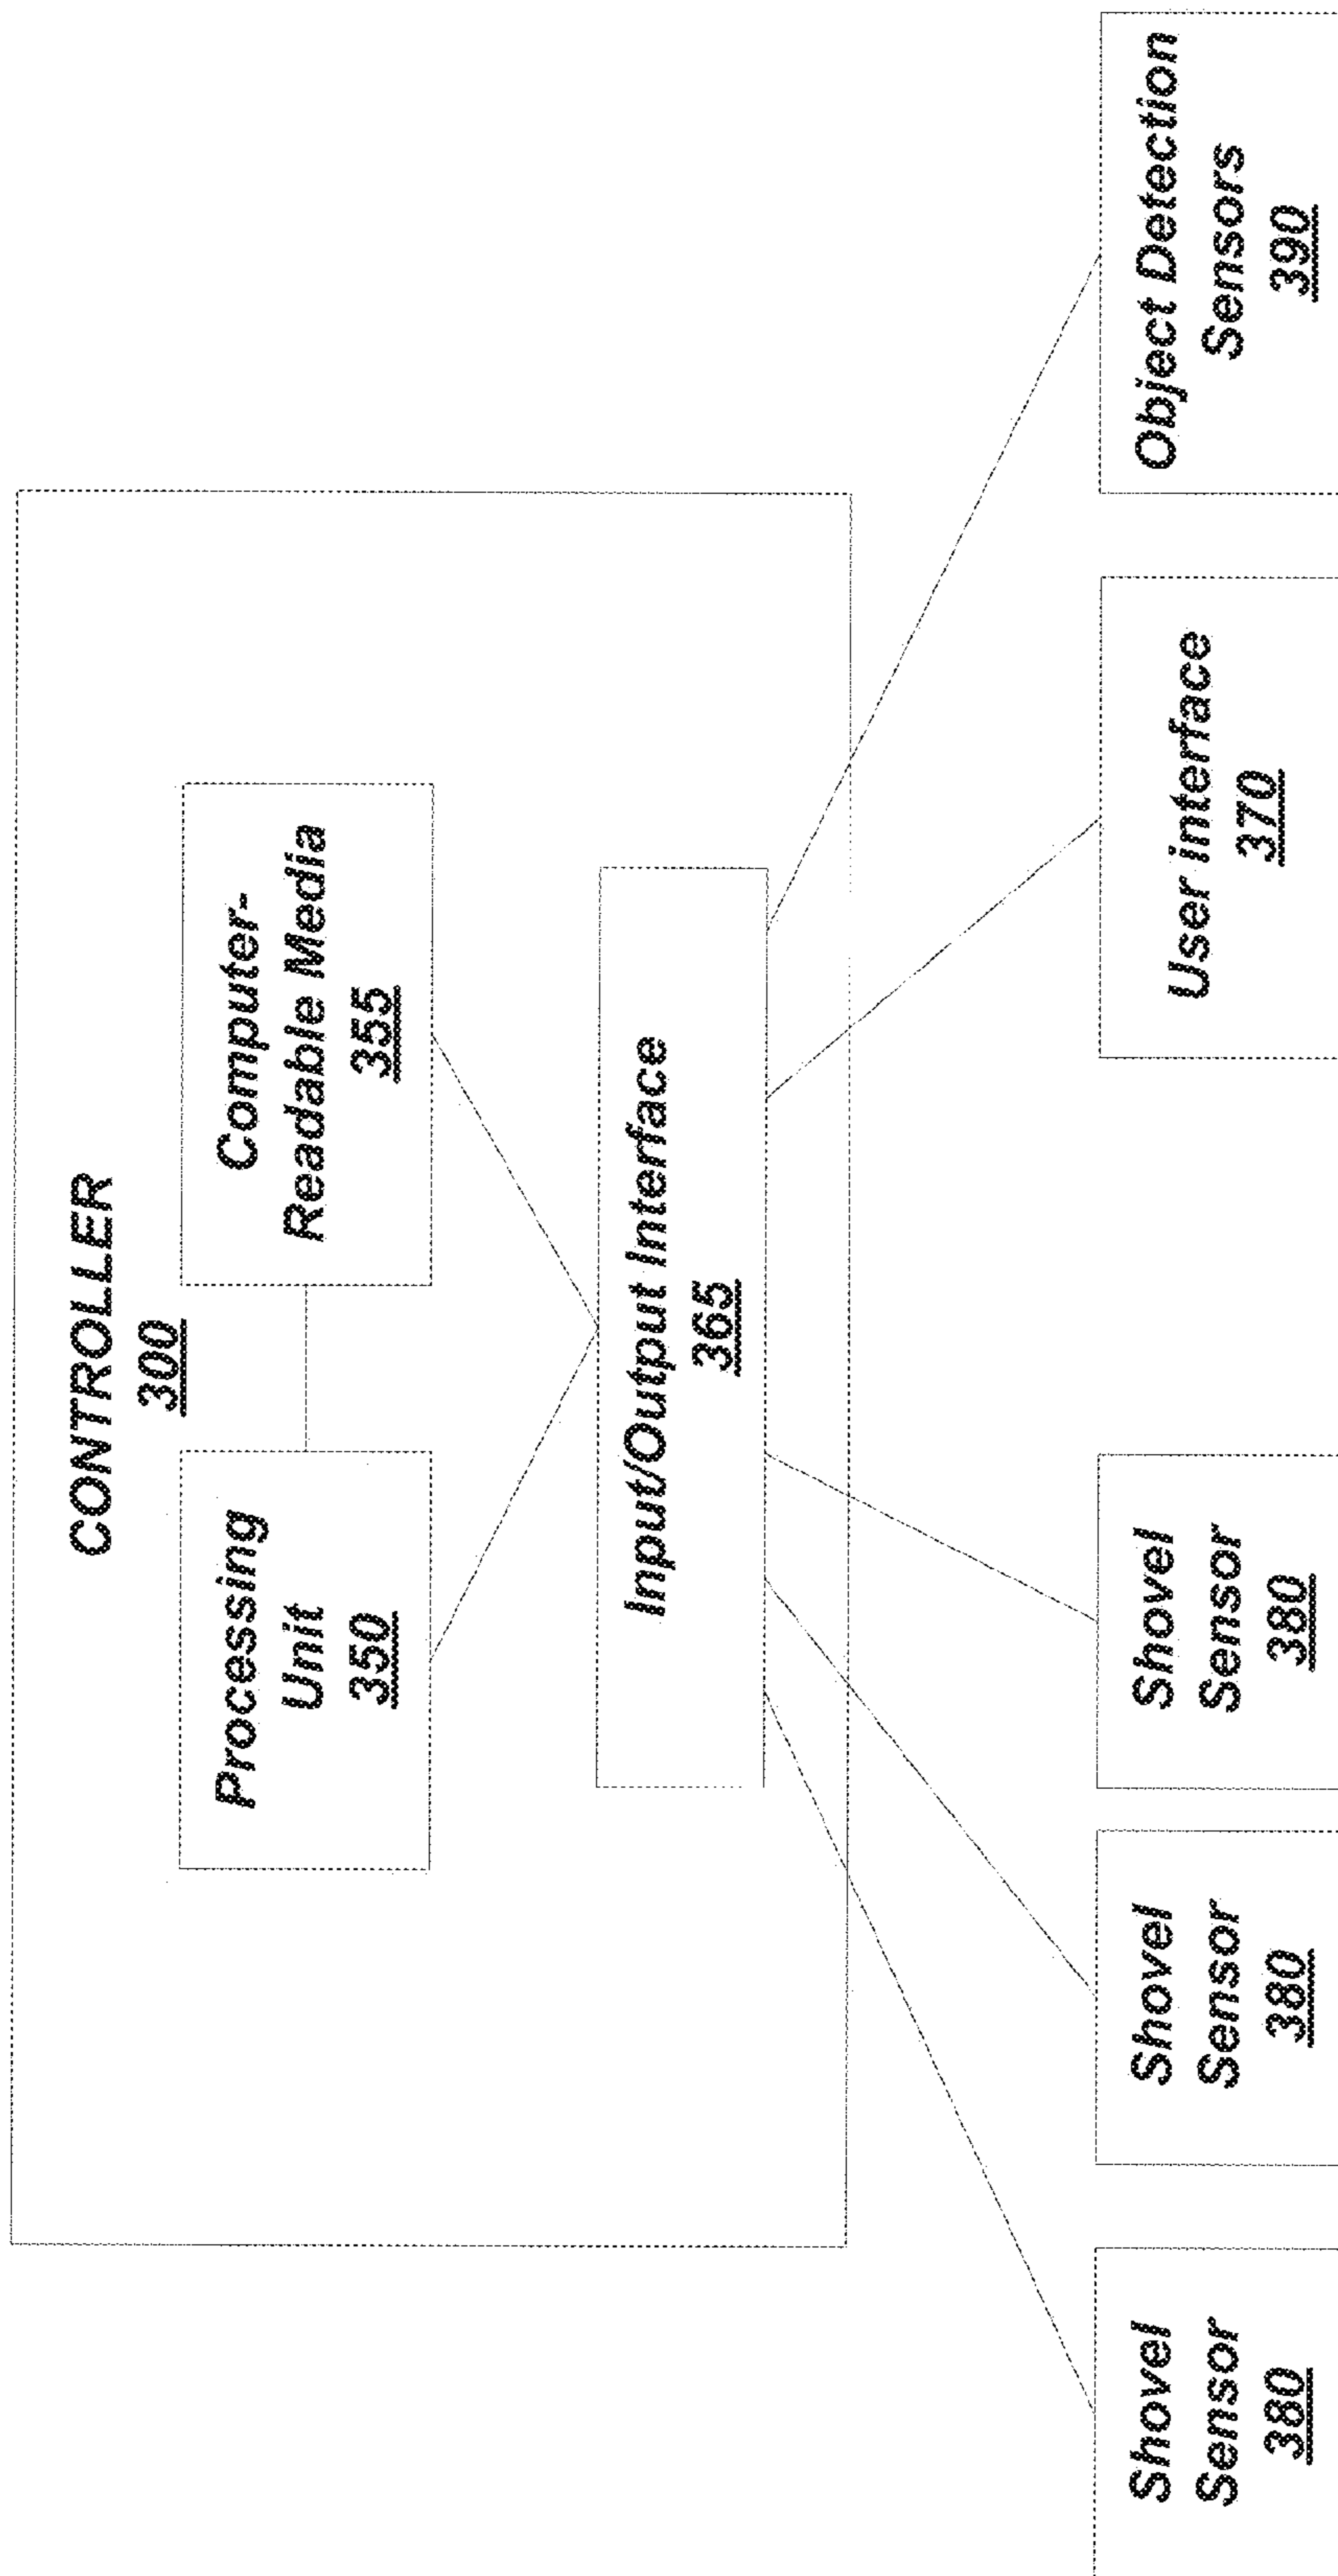 CONTROLLER
300
Processing
Unit
350
Computer-
Readable Media
355
Input/Output Interface
365
Shovel
Sensor
380
Shovel
Sensor
380
Shovel
Sensor
380
User interface
370
Object Detection
Sensors
390